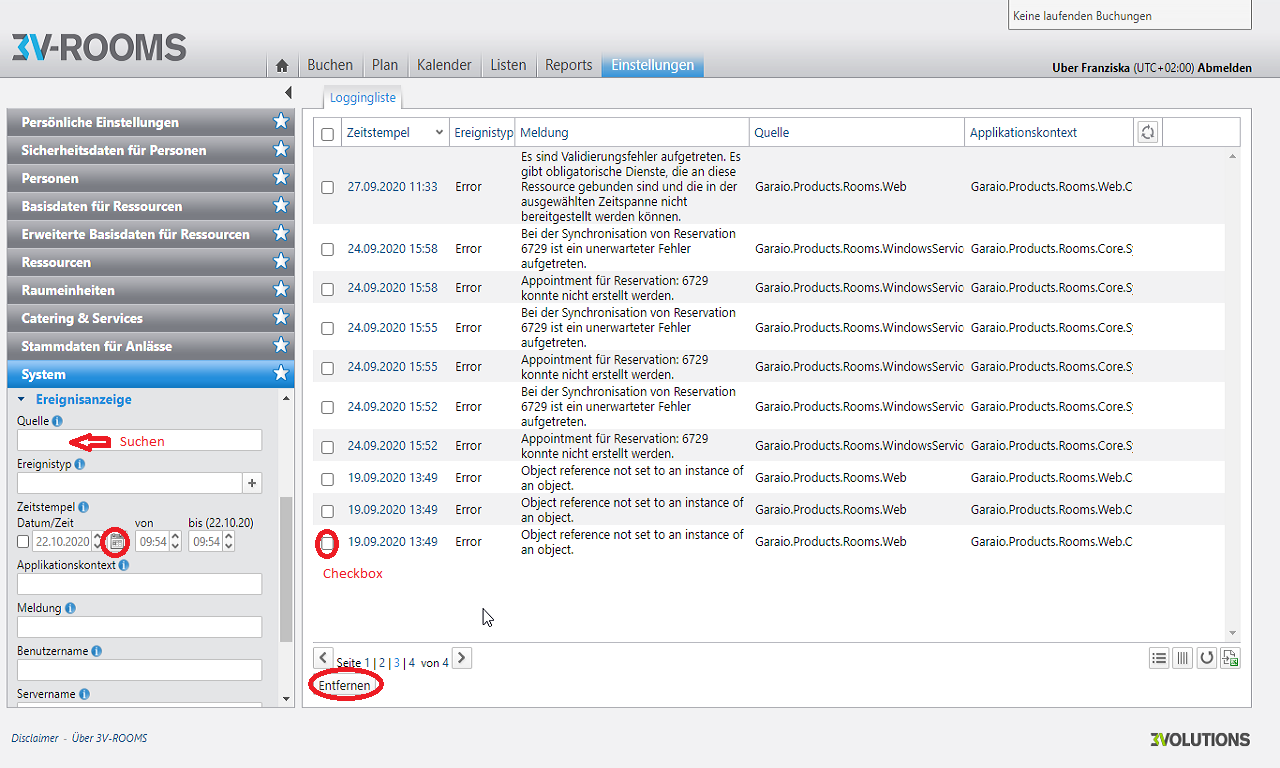 Keine laufenden Buchungen
3V-ROOMS
Buchen
Plan
Kalender
Listen
Reports
Einstellungen
Uber Franziska (UTC+02:00) Abmelden
Persönliche Einstellungen
Sicherheitsdaten für Personen
Personen
Basisdaten für Ressourcen
Erweiterte Basisdaten für Ressourcen
Ressourcen
Raumeinheiten
Catering & Services
Stammdaten für Anlässe
System
Ereignisanzeige
Quelle
Suchen
Ereignistyp
+
Zeitstempel
Datum/Zeit von bis (22.10.20)
22.10.2020 09:54 09:54
Applikationskontext
Meldung
Benutzername
Servername
Loggingliste
Zeitstempel Ereignistyp Meldung Quelle Applikationskontext
Es sind Validierungsfehler aufgetreten. Es
gibt obligatorische Dienste, die an diese
27.09.2020 11:33 Error Ressource gebunden sind und die in der Garaio.Products.Rooms.Web Garaio.Products.Rooms.Web.C
ausgewählten Zeitspanne nicht
bereitgestellt werden können.
Bei der Synchronisation von Reservation
24.09.2020 15:58 Error 6729 ist ein unerwarteter Fehler Garaio.Products.Rooms.WindowsServic Garaio.Products.Rooms.Core.Sy
aufgetreten.
24.09.2020 15:58 Error Appointment für Reservation: 6729 Garaio.Products.Rooms.WindowsServic Garaio.Products.Rooms.Core.Sy
konnte nicht erstellt werden.
Bei der Synchronisation von Reservation
24.09.2020 15:55 Error 6729 ist ein unerwarteter Fehler Garaio.Products.Rooms.WindowsServic Garaio.Products.Rooms.Core.Sy
aufgetreten.
24.09.2020 15:55 Error Appointment für Reservation: 6729 Garaio.Products.Rooms.WindowsServic Garaio.Products.Rooms.Core.Sy
konnte nicht erstellt werden.
Bei der Synchronisation von Reservation
24.09.2020 15:52 Error 6729 ist ein unerwarteter Fehler Garaio.Products.Rooms.WindowsServic Garaio.Products.Rooms.Core.Sy
aufgetreten.
24.09.2020 15:52 Error Appointment für Reservation: 6729 Garaio.Products.Rooms.WindowsServic Garaio.Products.Rooms.Core.Sy
konnte nicht erstellt werden.
19.09.2020 13:49 Error Object reference not set to an instance of Garaio.Products.Rooms.Web Garaio.Products.Rooms.Web.C
an object.
19.09.2020 13:49 Error Object reference not set to an instance of Garaio.Products.Rooms.Web Garaio.Products.Rooms.Web.C
an object.
19.09.2020 13:49 Error Object reference not set to an instance of Garaio.Products.Rooms.Web Garaio.Products.Rooms.Web.C
an object.
Checkbox
Seite 1 | 2 | 3 | 4 von 4
Entfernen
Disclaimer - Über 3V-ROOMS
3VOLUTIONS